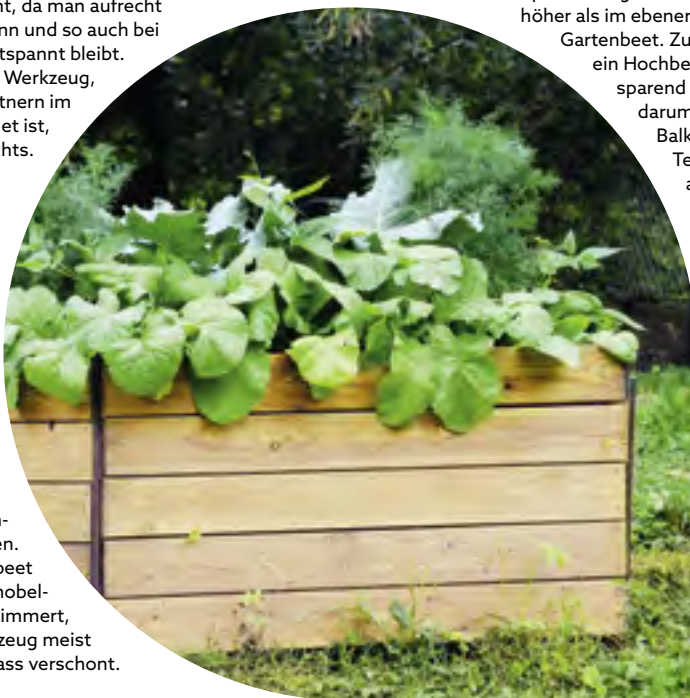 nt, da man aufrecht
nn und so auch bei
tspannt bleibt.
Werkzeug,
tnern im
et ist,
hts.
n-
en.
beet
nobel-
immert,
zeug meist
ass verschont.
höher als im ebenen
Gartenbeet. Zu
ein Hochbe
sparend
darum
Balk
Te
a